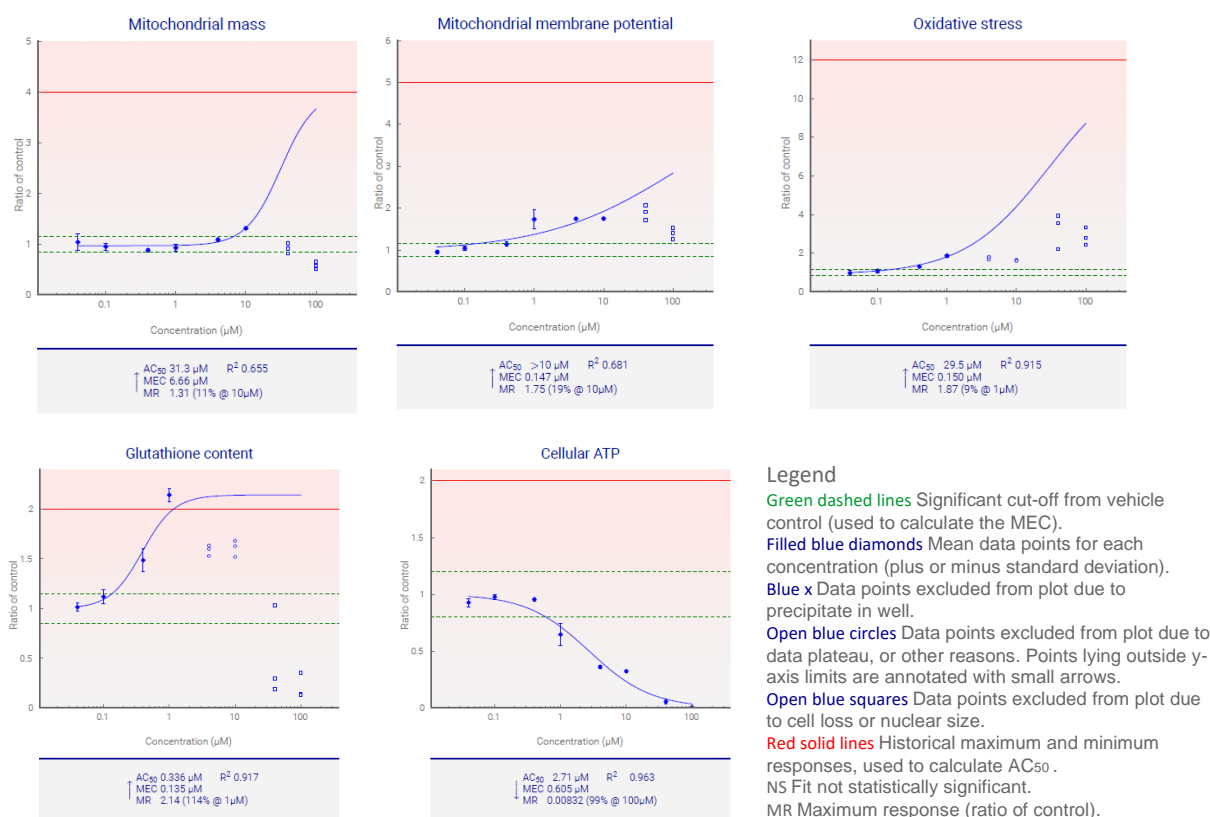 Mitochondrial mass
5
4
3
2
1
0
Ratio of control
0.1
1
10
100
Concentration (µM)
AC50 31.3 µM R2 0.655
MEC 6.66 µM
MR 1.31 (11% @ 10µM)
Mitochondrial membrane potential
6
5
4
3
2
1
0
Ratio of control
0.1
1
10
100
Concentration (µM)
AC50 >10 µM R2 0.681
MEC 0.147 µM
MR 1.75 (19% @ 10µM)
Oxidative stress
12
10
8
6
4
2
0
Ratio of control
0.1
1
10
100
Concentration (µM)
AC50 29.5 µM R2 0.915
MEC 0.150 µM
MR 1.87 (9% @ 1µM)
Glutathione content
2
1.5
1
0.5
0
Ratio of control
0.1
1
10
100
Concentration (µM)
AC50 0.336 µM R2 0.917
MEC 0.135 µM
MR 2.14 (114% @ 1µM)
Cellular ATP
2
1.5
1
0.5
0
Ratio of control
0.1
1
10
100
Concentration (µM)
AC50 2.71 µM R2 0.963
MEC 0.605 µM
MR 0.00832 (99% @ 100µM)
Legend
Green dashed lines Significant cut-off from vehicle
control (used to calculate the MEC).
Filled blue diamonds Mean data points for each
concentration (plus or minus standard deviation).
Blue x Data points excluded from plot due to
precipitate in well.
Open blue circles Data points excluded from plot due to
data plateau, or other reasons. Points lying outside y-
axis limits are annotated with small arrows.
Open blue squares Data points excluded from plot due
to cell loss or nuclear size.
Red solid lines Historical maximum and minimum
responses, used to calculate AC50 .
NS Fit not statistically significant.
MR Maximum response (ratio of control).